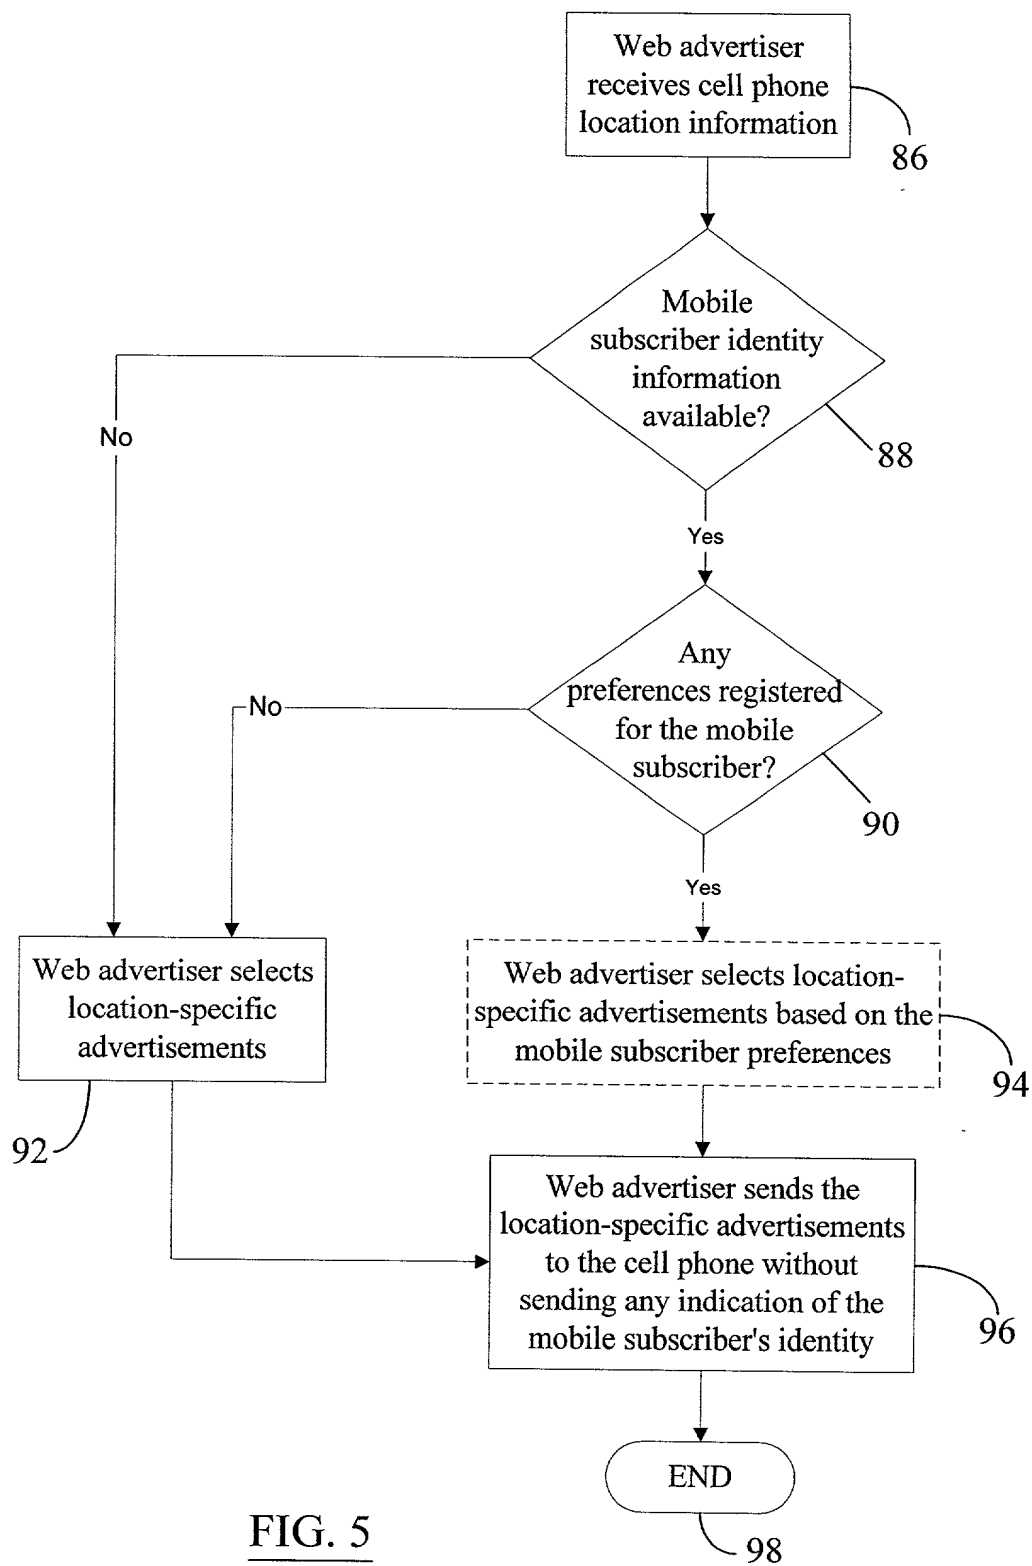 Web advertiser
receives cell phone
location information
86
Mobile
subscriber identity
information
available?
88
No
Yes
Any
preferences registered
for the mobile
subscriber?
90
No
Yes
Web advertiser selects
location-specific
advertisements
92
Web advertiser selects location-
specific advertisements based on the
mobile subscriber preferences
94
Web advertiser sends the
location-specific advertisements
to the cell phone without
sending any indication of the
mobile subscriber's identity
96
END
98
FIG. 5